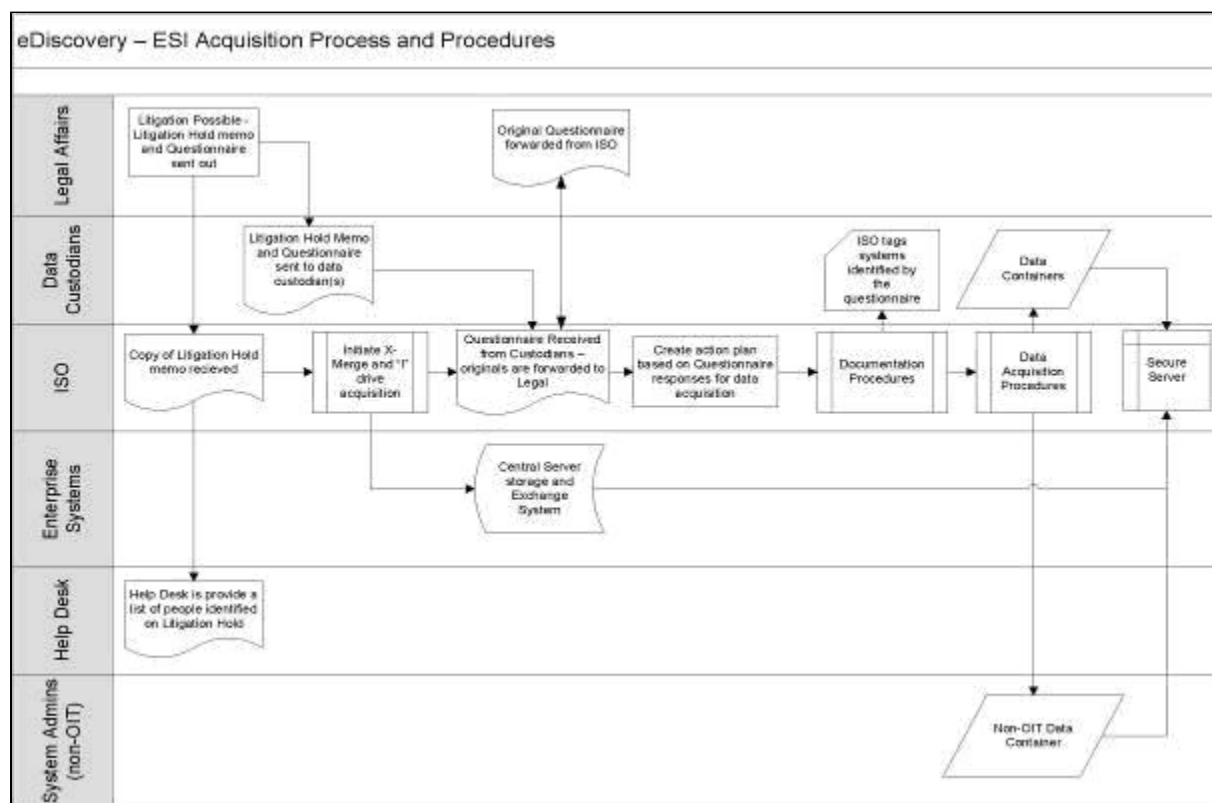 eDiscovery – ESI Acquisition Process and Procedures
Legal Affairs
Litigation Possible -
Litigation Hold memo
and Questionnaire
sent out
Original Questionnaire
forwarded from ISO
Data
Custodians
Litigation Hold Memo
and Questionnaire
sent to data
custodian(s)
ISO tags
systems
identified by
the
questionnaire
Data
Containers
ISO
Copy of Litigation Hold
memo recieved
Initiate X-
Merge and "I"
drive
acquisition
Questionnaire Received
from Custodians –
originals are forwarded to
Legal
Create action plan
based on Questionnaire
responses for data
acquisition
Documentation
Procedures
Data
Acquisition
Procedures
Secure
Server
Enterprise
Systems
Central Server
storage and
Exchange
System
Help Desk
Help Desk is provide a
list of people identified
on Litigation Hold
System Admins
(non-OIT)
Non-OIT Data
Container